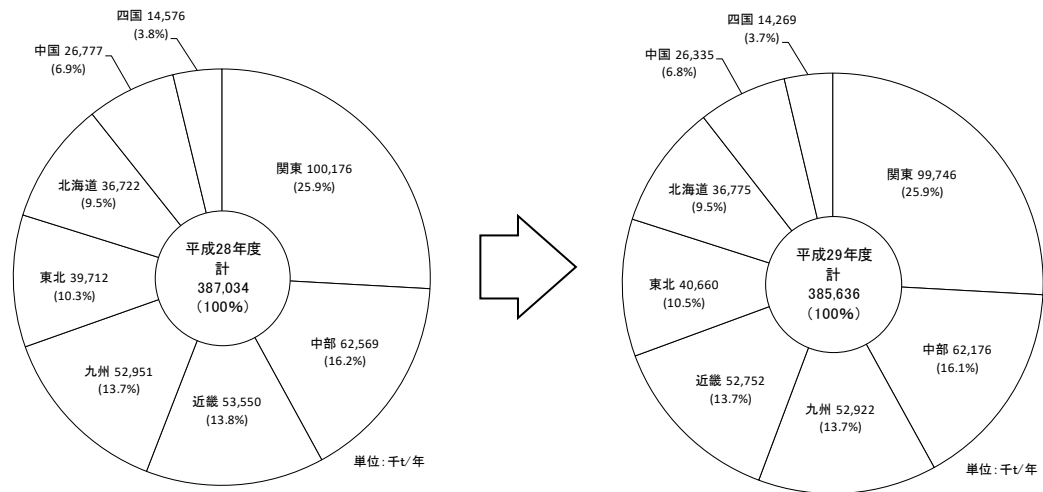 四国 14,576
(3.8%)
中国 26,777
(6.9%)
関東 100,176
(25.9%)
北海道 36,722
(9.5%)
平成28年度
計
387,034
（100%）
東北 39,712
(10.3%)
中部 62,569
(16.2%)
九州 52,951
(13.7%)
近畿 53,550
(13.8%)
単位：千t/年
四国 14,269
(3.7%)
中国 26,335
(6.8%)
関東 99,746
(25.9%)
北海道 36,775
(9.5%)
平成29年度
計
385,636
（100%）
東北 40,660
(10.5%)
中部 62,176
(16.1%)
近畿 52,752
(13.7%)
九州 52,922
(13.7%)
単位：千t/年